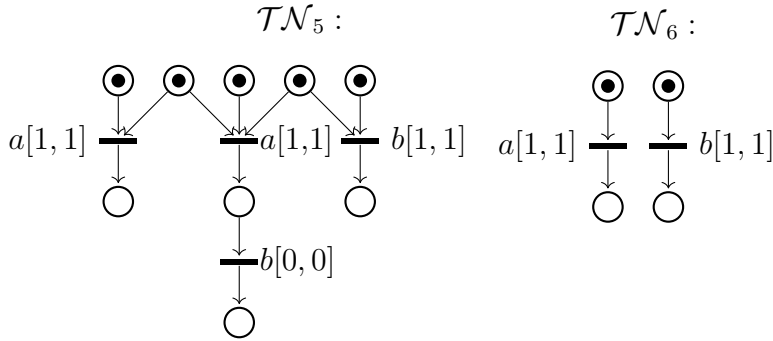 𝒯𝒩₅ :
𝒯𝒩₆ :
a[1, 1]
a[1,1]
b[1, 1]
a[1, 1]
b[1, 1]
b[0, 0]